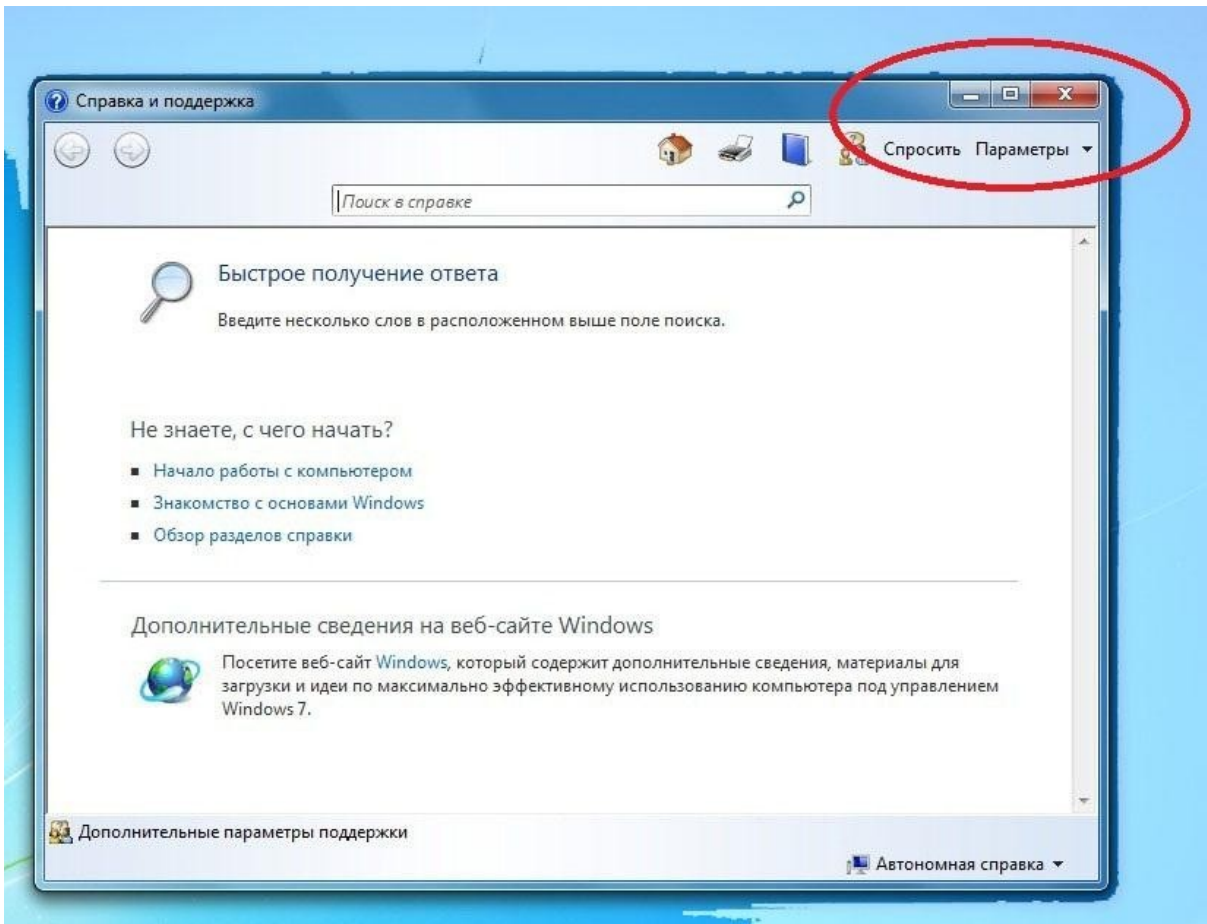 Справка и поддержка
Спросить Параметры
Поиск в справке
Быстрое получение ответа
Введите несколько слов в расположенном выше поле поиска.
Не знаете, с чего начать?
Начало работы с компьютером
Знакомство с основами Windows
Обзор разделов справки
Дополнительные сведения на веб-сайте Windows
Посетите веб-сайт Windows, который содержит дополнительные сведения, материалы для
загрузки и идеи по максимально эффективному использованию компьютера под управлением
Windows 7.
Дополнительные параметры поддержки
Автономная справка